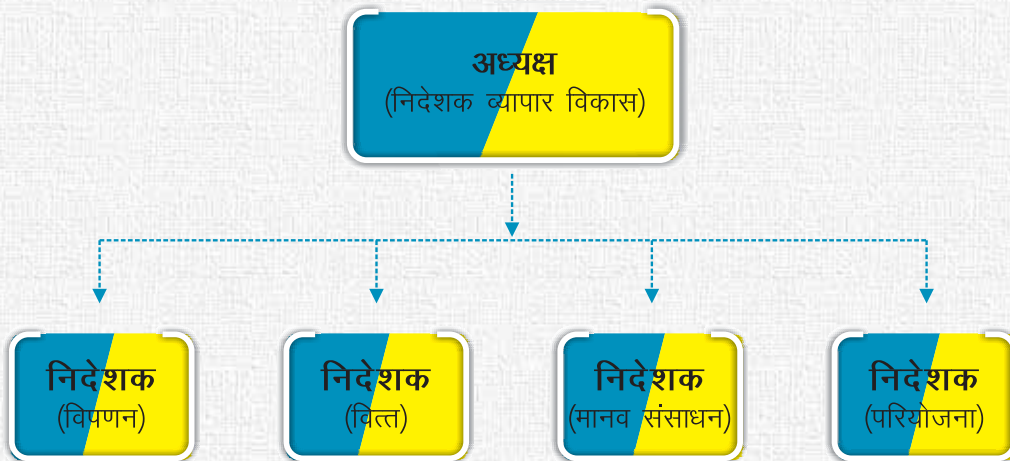 अध्यक्ष
(निदेशक व्यापार विकास)
निदेशक
(विपणन)
निदेशक
(वित्त)
निदेशक
(मानव संसाधन)
निदेशक
(परियोजना)